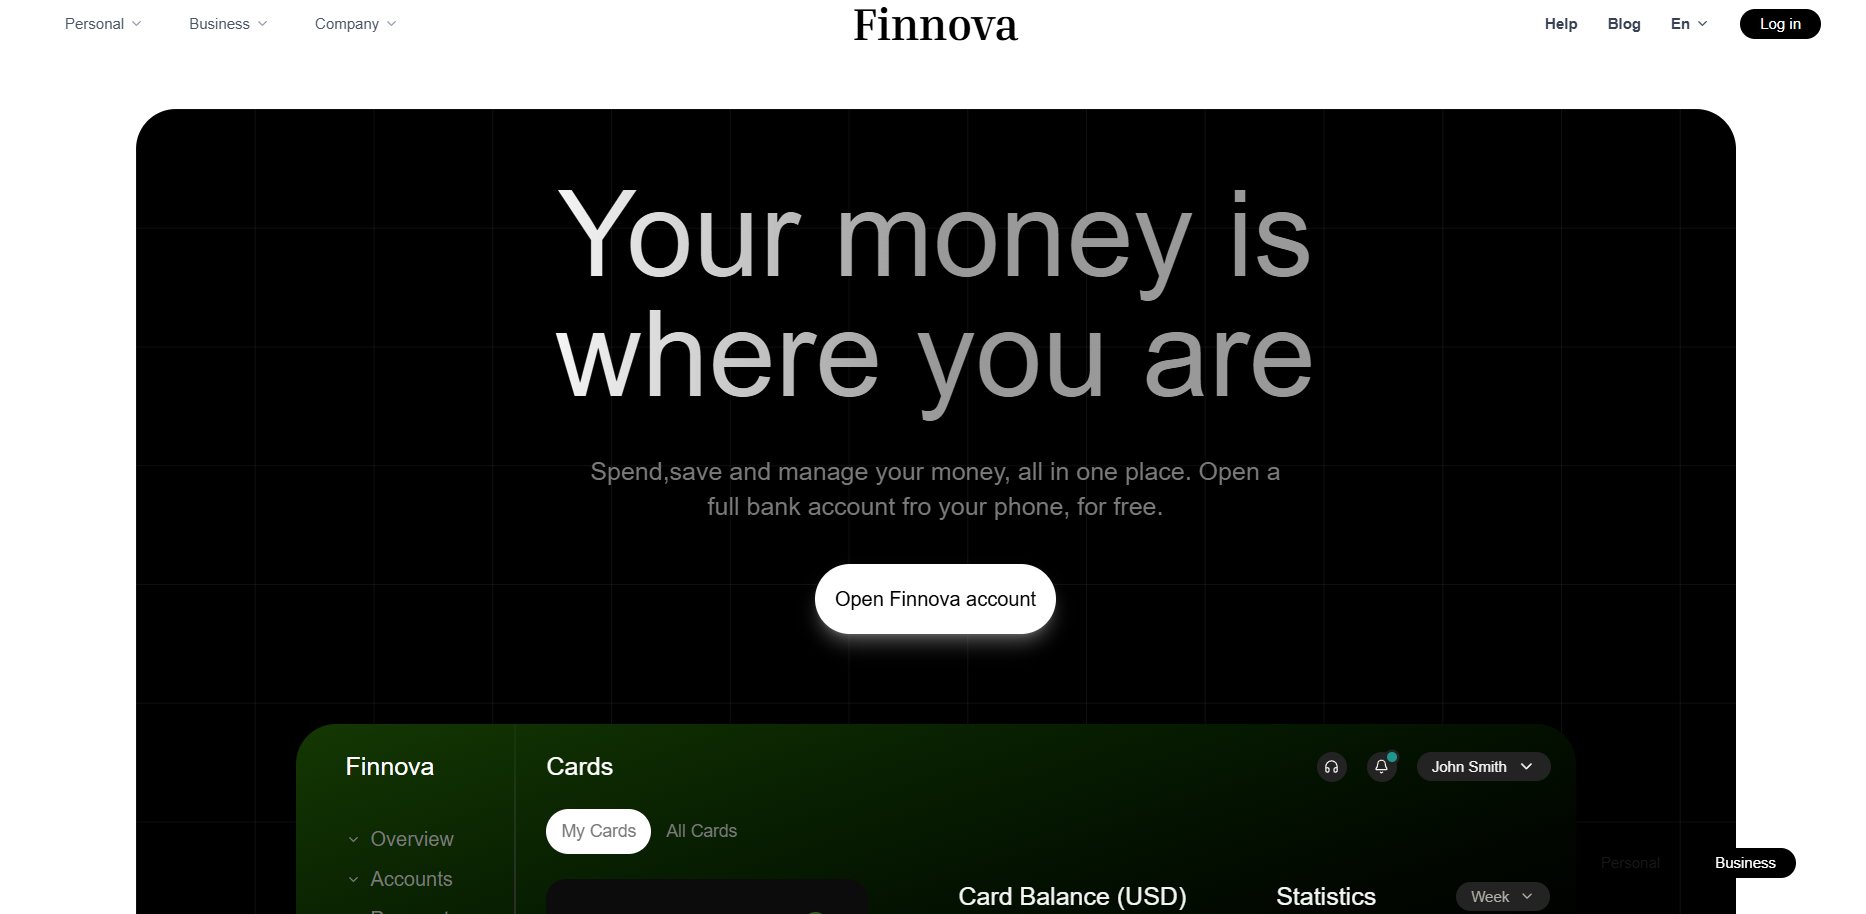 Personal
Business
Company
Finnova
Help
Blog
En
Log in
Your money is
where you are
Spend,save and manage your money, all in one place. Open a
full bank account fro your phone, for free.
Open Finnova account
Finnova
Cards
John Smith
My Cards
All Cards
Overview
Accounts
Personal
Business
Card Balance (USD)
Statistics
Week